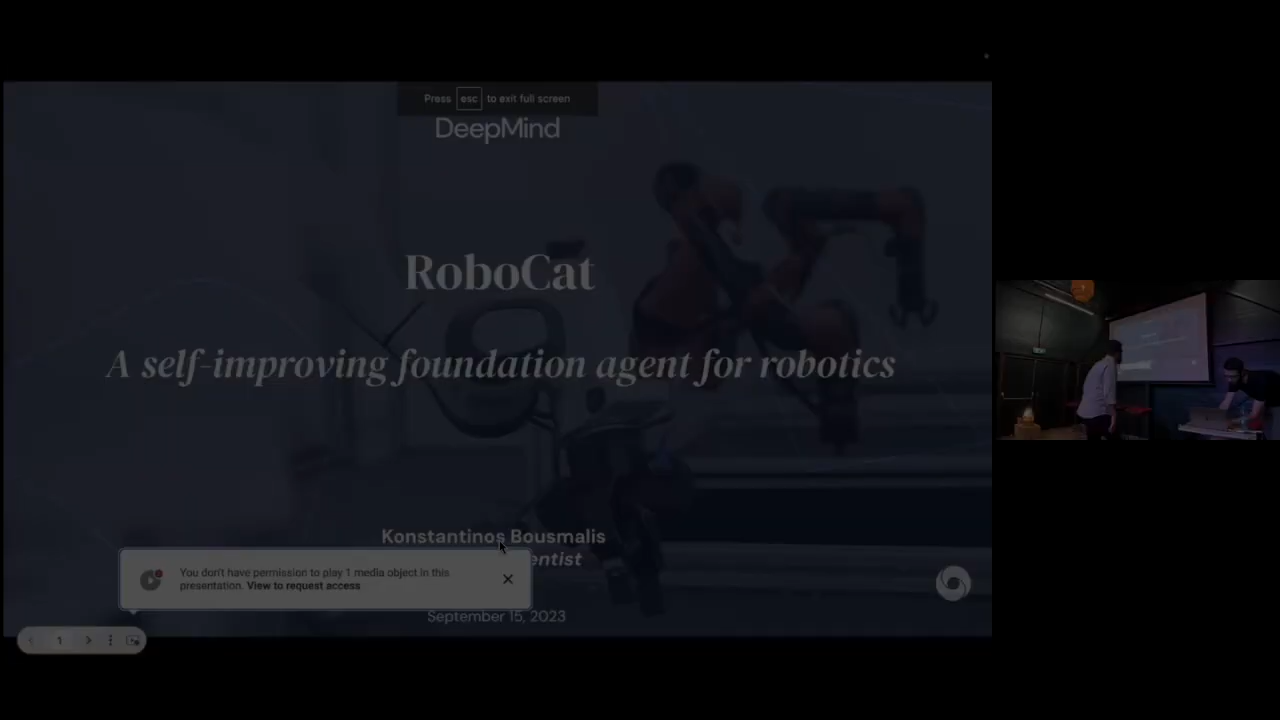 Press esc to exit full screen
DeepMind
RoboCat
A self-improving foundation agent for robotics
Konstantinos Bousmalis
entist
You don't have permission to play 1 media object in this
presentation. View to request access
September 15, 2023
1